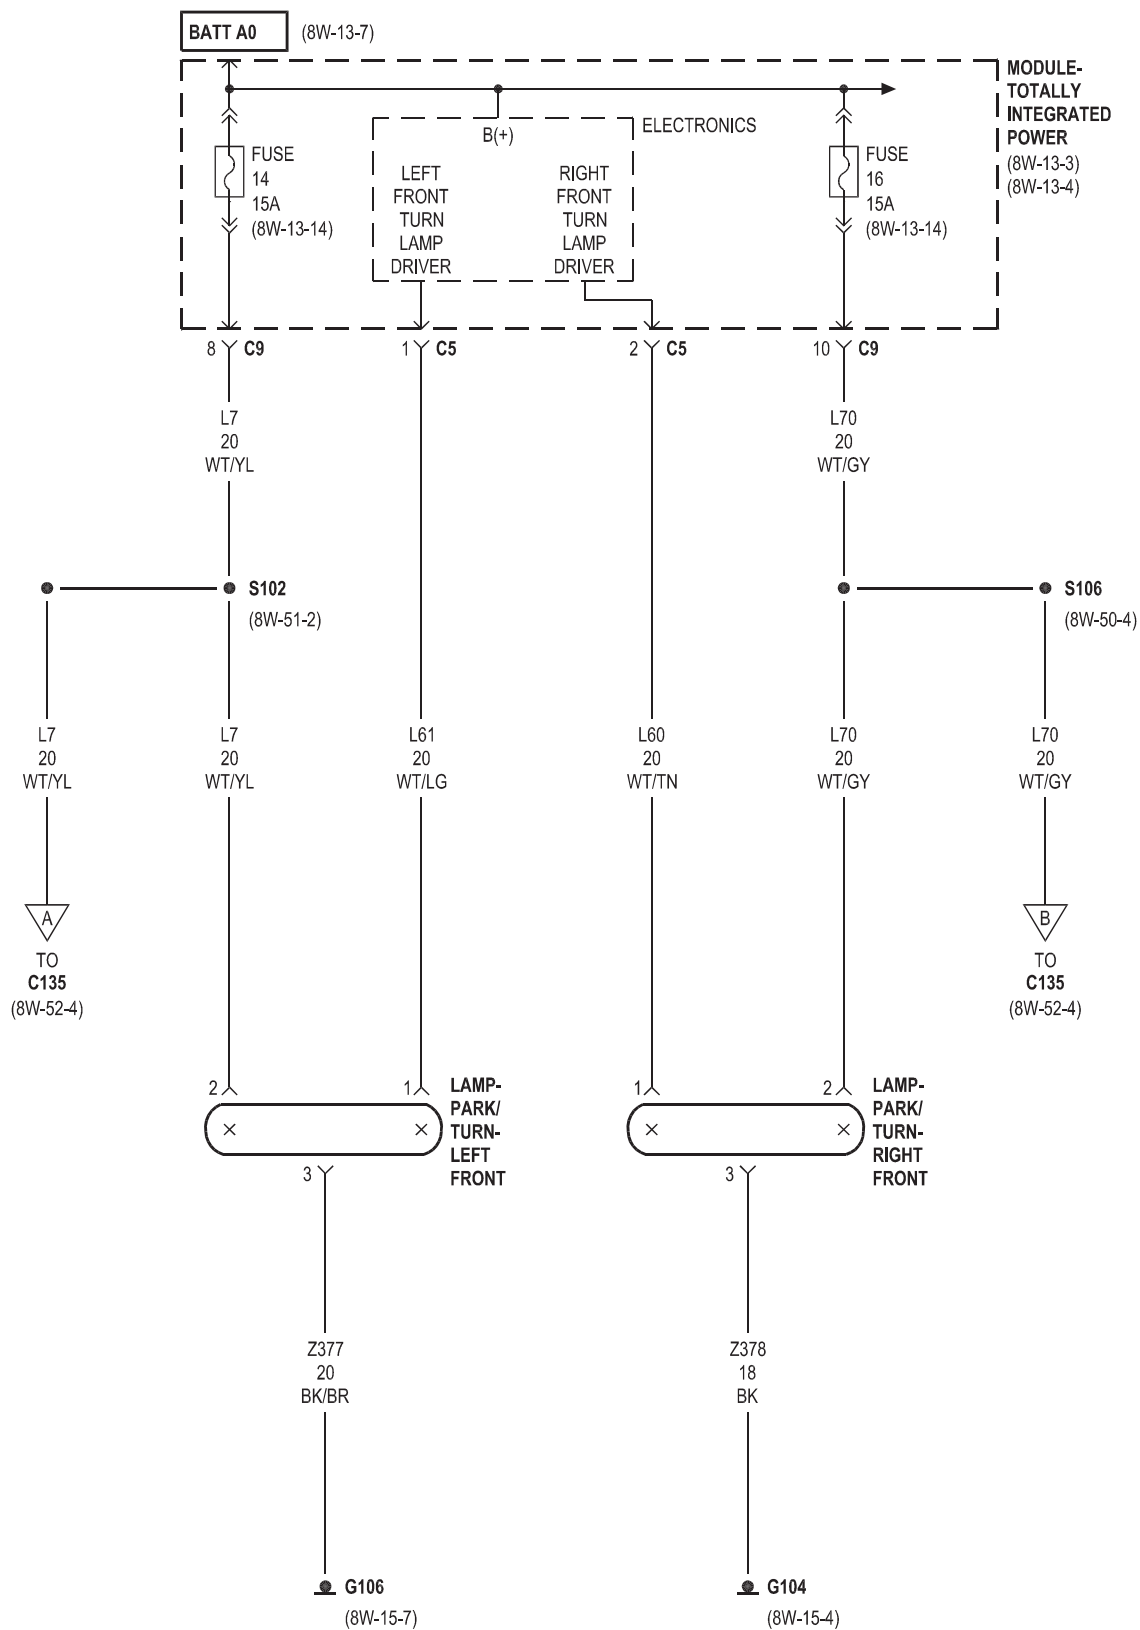 BATT A0 (8W-13-7)
MODULE-
TOTALLY
INTEGRATED
POWER
(8W-13-3)
(8W-13-4)
B(+)
ELECTRONICS
FUSE
14
15A
(8W-13-14)
LEFT
FRONT
TURN
LAMP
DRIVER
RIGHT
FRONT
TURN
LAMP
DRIVER
FUSE
16
15A
(8W-13-14)
8 C9
1 C5
2 C5
10 C9
L7
20
WT/YL
L70
20
WT/GY
S102
(8W-51-2)
S106
(8W-50-4)
L7
20
WT/YL
L7
20
WT/YL
L61
20
WT/LG
L60
20
WT/TN
L70
20
WT/GY
L70
20
WT/GY
A
TO
C135
(8W-52-4)
B
TO
C135
(8W-52-4)
2
1
LAMP-
PARK/
TURN-
LEFT
FRONT
1
2
LAMP-
PARK/
TURN-
RIGHT
FRONT
3
3
Z377
20
BK/BR
Z378
18
BK
G106
(8W-15-7)
G104
(8W-15-4)